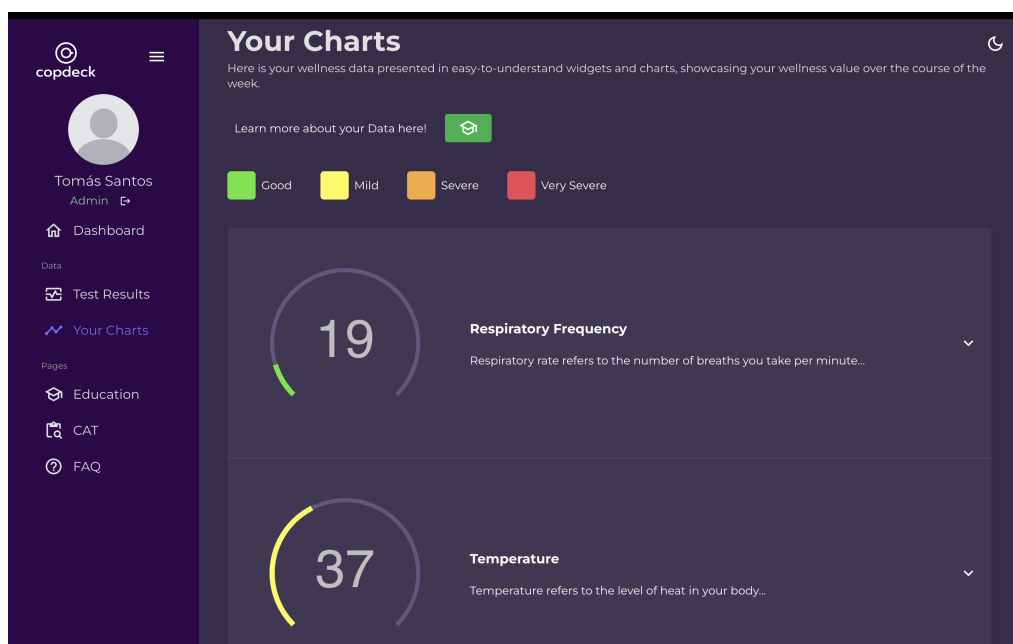 copdeck
Tomás Santos
Admin
Dashboard
Data
Test Results
Your Charts
Pages
Education
CAT
FAQ
Your Charts
Here is your wellness data presented in easy-to-understand widgets and charts, showcasing your wellness value over the course of the
week.
Learn more about your Data here!
Good Mild Severe Very Severe
19
Respiratory Frequency
Respiratory rate refers to the number of breaths you take per minute...
37
Temperature
Temperature refers to the level of heat in your body...